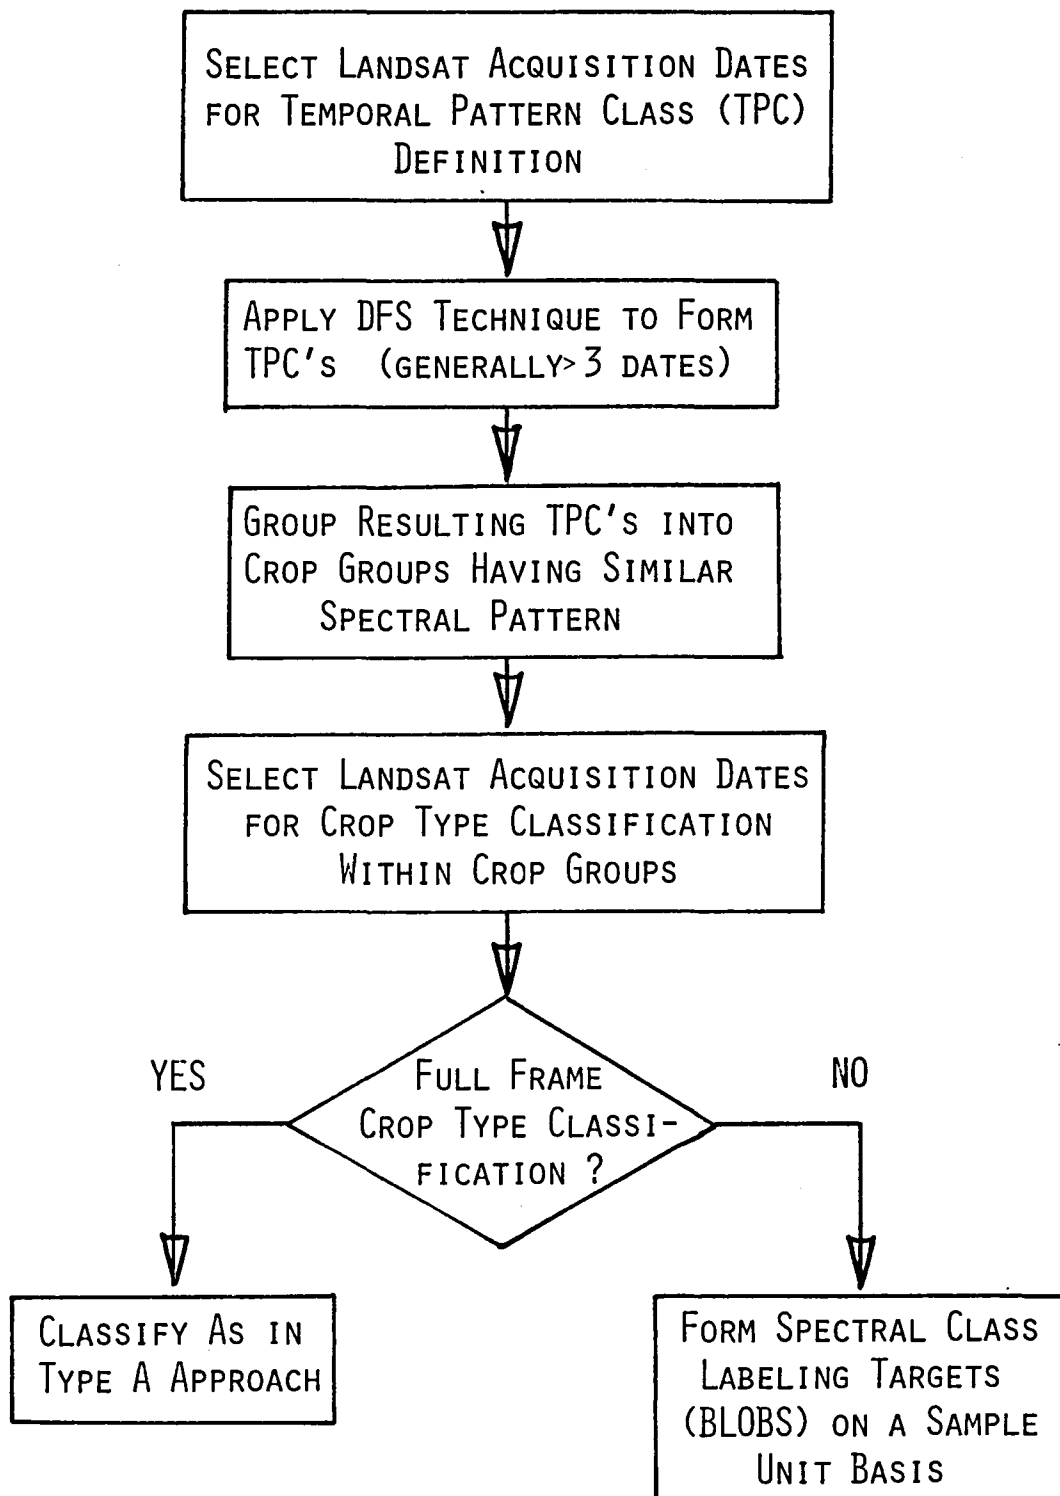 SELECT LANDSAT ACQUISITION DATES
FOR TEMPORAL PATTERN CLASS (TPC)
DEFINITION
APPLY DFS TECHNIQUE TO FORM
TPC'S (GENERALLY > 3 DATES)
GROUP RESULTING TPC'S INTO
CROP GROUPS HAVING SIMILAR
SPECTRAL PATTERN
SELECT LANDSAT ACQUISITION DATES
FOR CROP TYPE CLASSIFICATION
WITHIN CROP GROUPS
FULL FRAME
CROP TYPE CLASSI-
FICATION ?
YES
NO
CLASSIFY AS IN
TYPE A APPROACH
FORM SPECTRAL CLASS
LABELING TARGETS
(BLOBS) ON A SAMPLE
UNIT BASIS